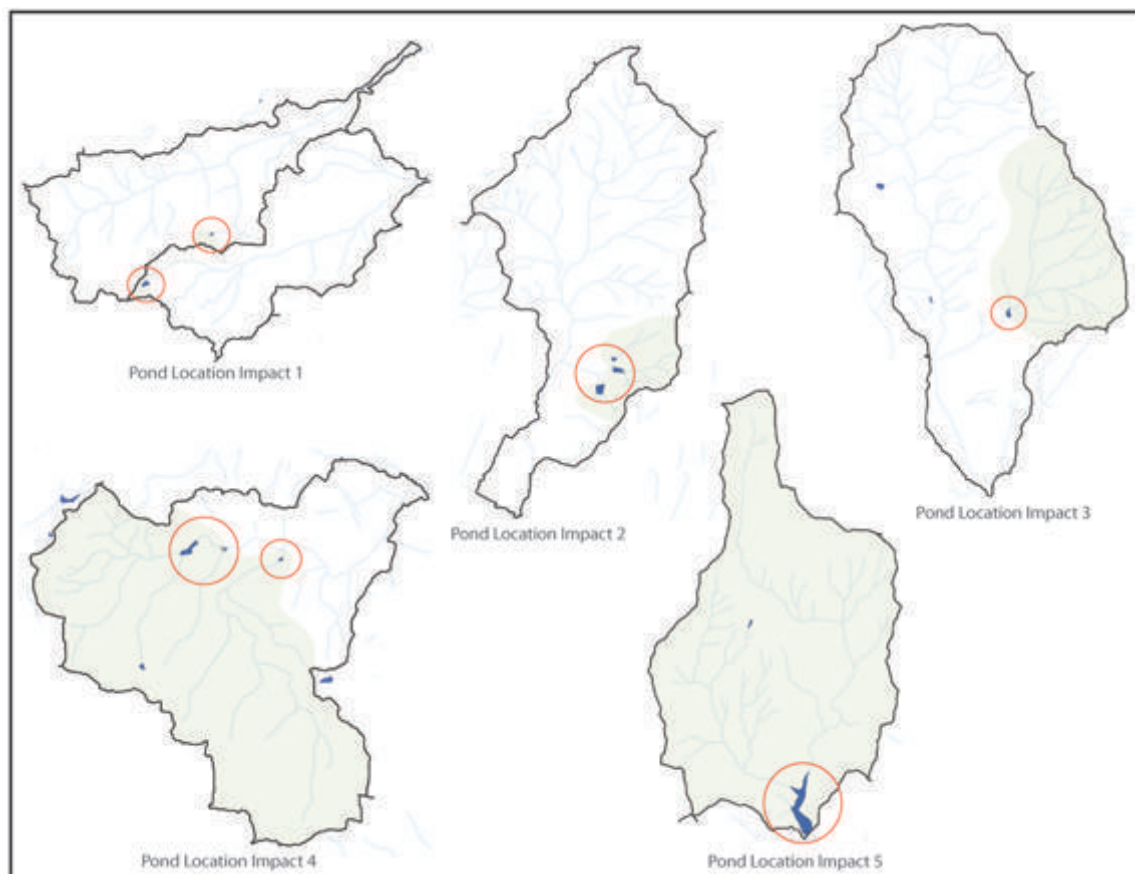 Pond Location Impact 1
Pond Location Impact 2
Pond Location Impact 3
Pond Location Impact 4
Pond Location Impact 5